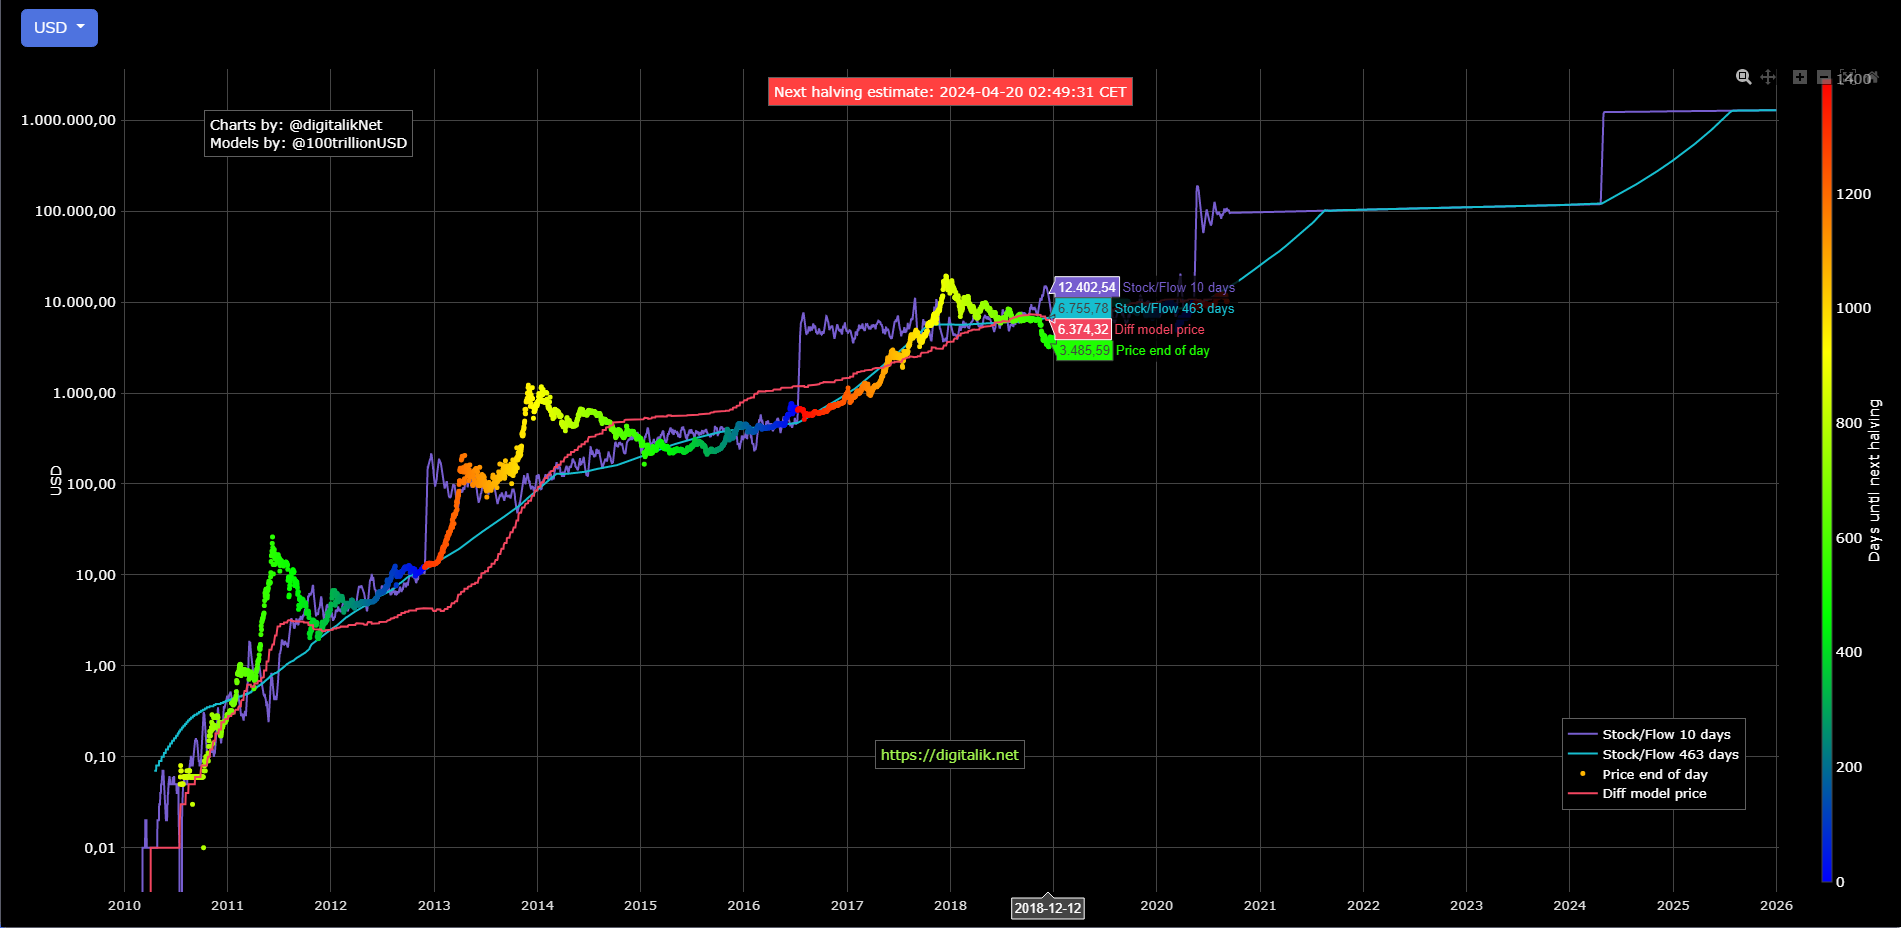 USD
Next halving estimate: 2024-04-20 02:49:31 CET
Charts by: @digitalikNet
Models by: @100trillionUSD
1.000.000,00
100.000,00
10.000,00
1.000,00
100,00
10,00
1,00
0,10
0,01
USD
12.402,54 Stock/Flow 10 days
6.755,78 Stock/Flow 463 days
6.374,32 Diff model price
3.485,59 Price end of day
https://digitalik.net
Stock/Flow 10 days
Stock/Flow 463 days
Price end of day
Diff model price
1400
1200
1000
800
600
400
200
0
Days until next halving
2010 2011 2012 2013 2014 2015 2016 2017 2018 2018-12-12 2020 2021 2022 2023 2024 2025 2026